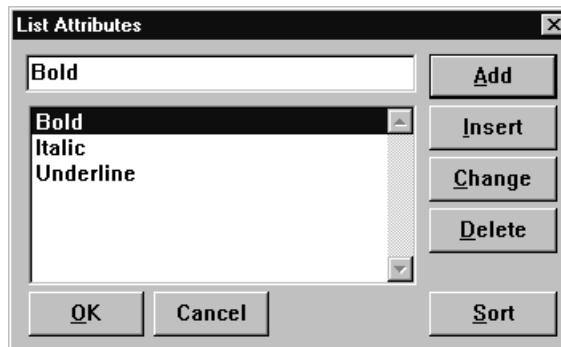 List Attributes
Bold
Add
Bold
Italic
Underline
Insert
Change
Delete
OK
Cancel
Sort